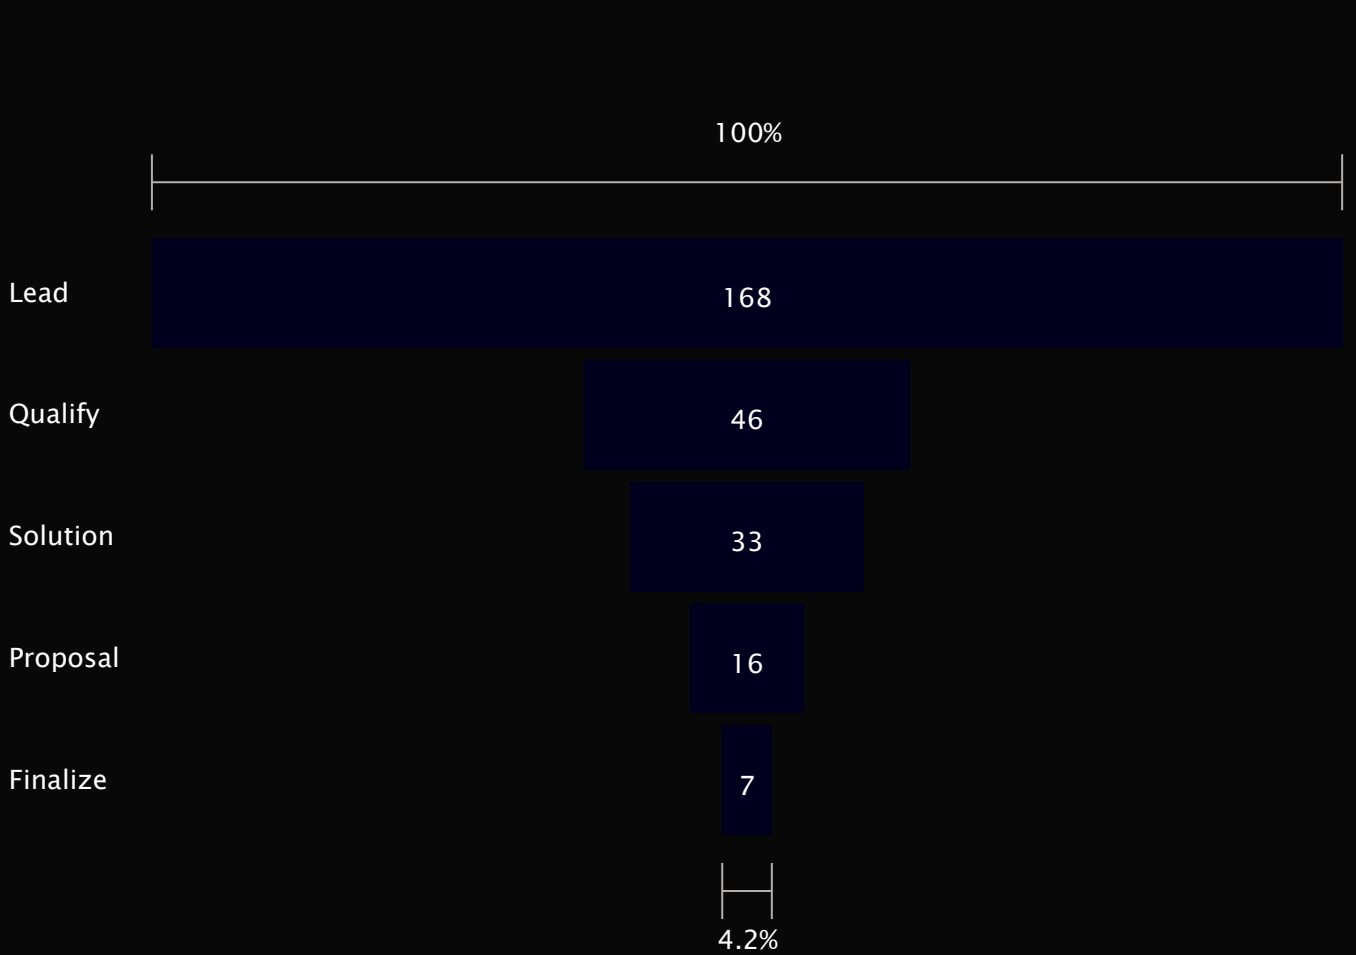 100%
Lead
168
Qualify
46
Solution
33
Proposal
16
Finalize
7
4.2%